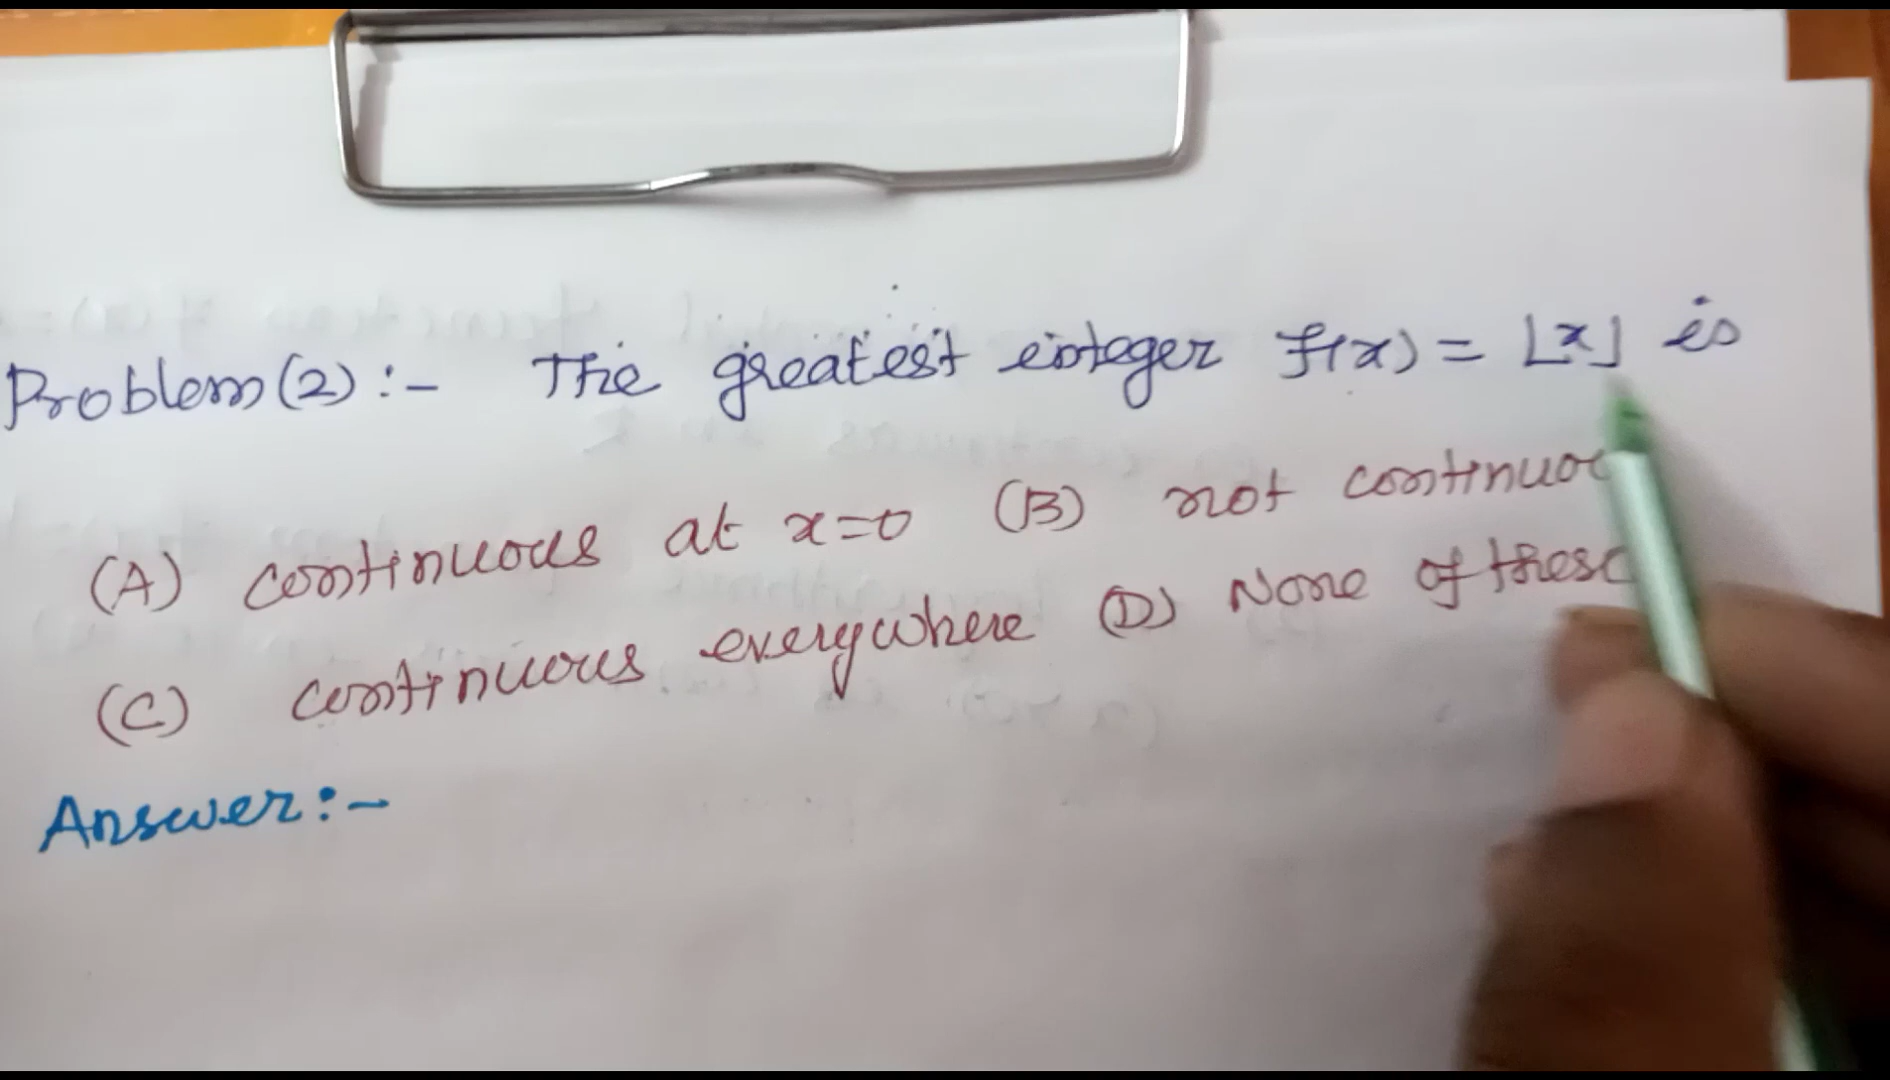 Problem (2) :- The greatest integer f(x) = ⌊x⌋ is
(A) continuous at x=0 (B) not continuo
(C) continuous everywhere (D) None of these
Answer :-